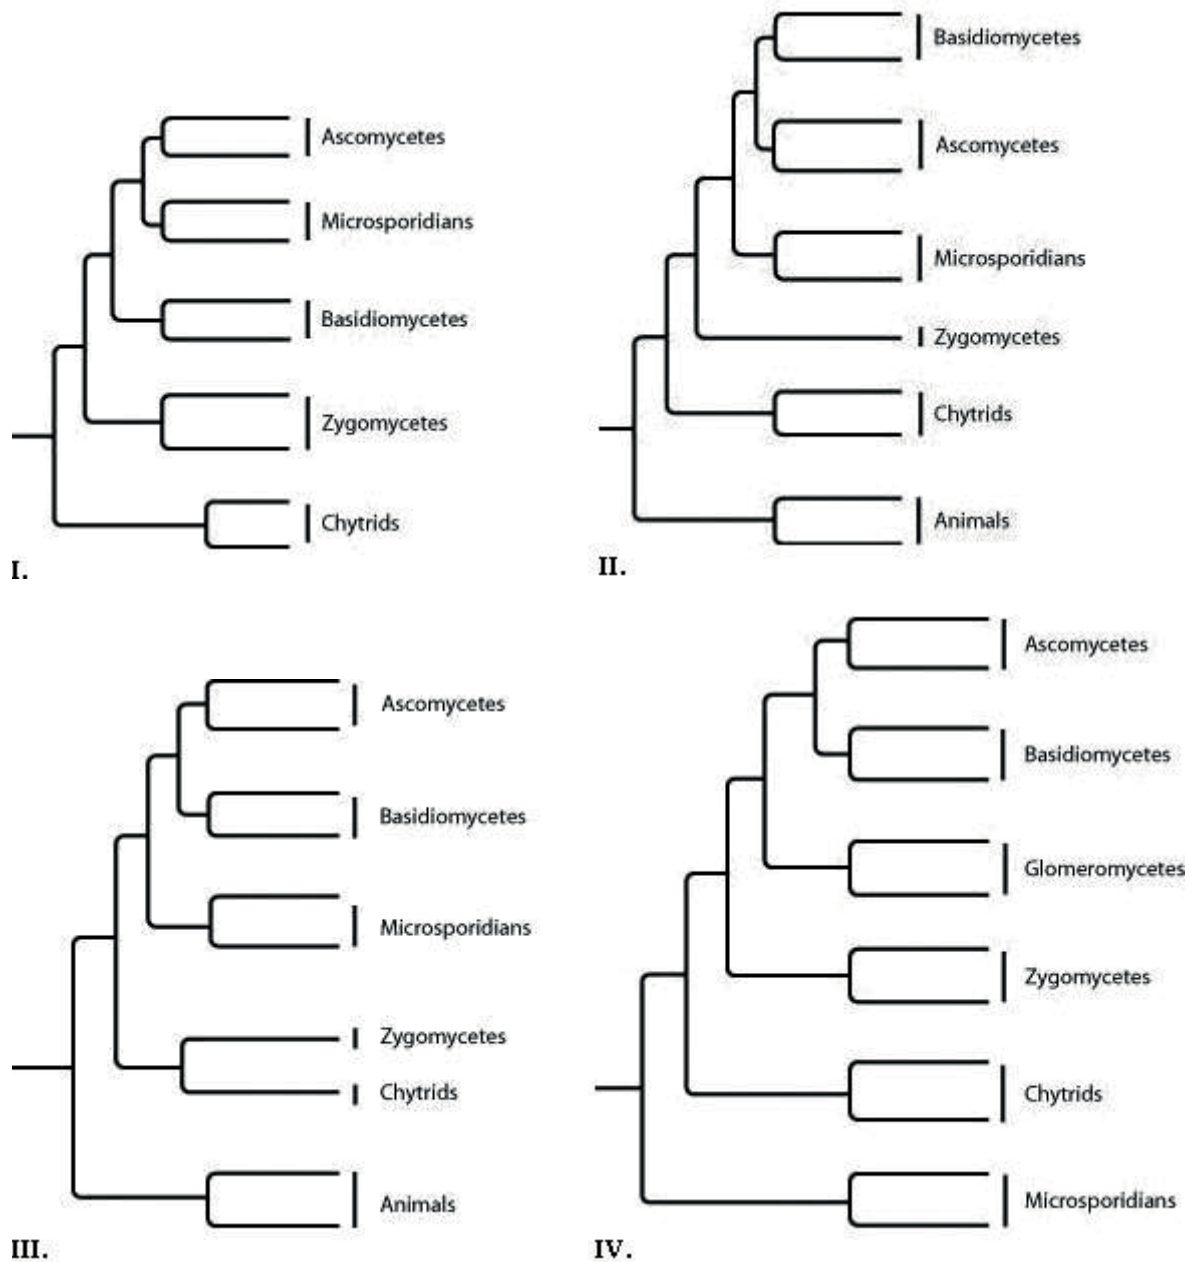 Ascomycetes
Microsporidians
Basidiomycetes
Zygomycetes
Chytrids
I.
Basidiomycetes
Ascomycetes
Microsporidians
Zygomycetes
Chytrids
Animals
II.
Ascomycetes
Basidiomycetes
Microsporidians
Zygomycetes
Chytrids
Animals
III.
Ascomycetes
Basidiomycetes
Glomeromycetes
Zygomycetes
Chytrids
Microsporidians
IV.